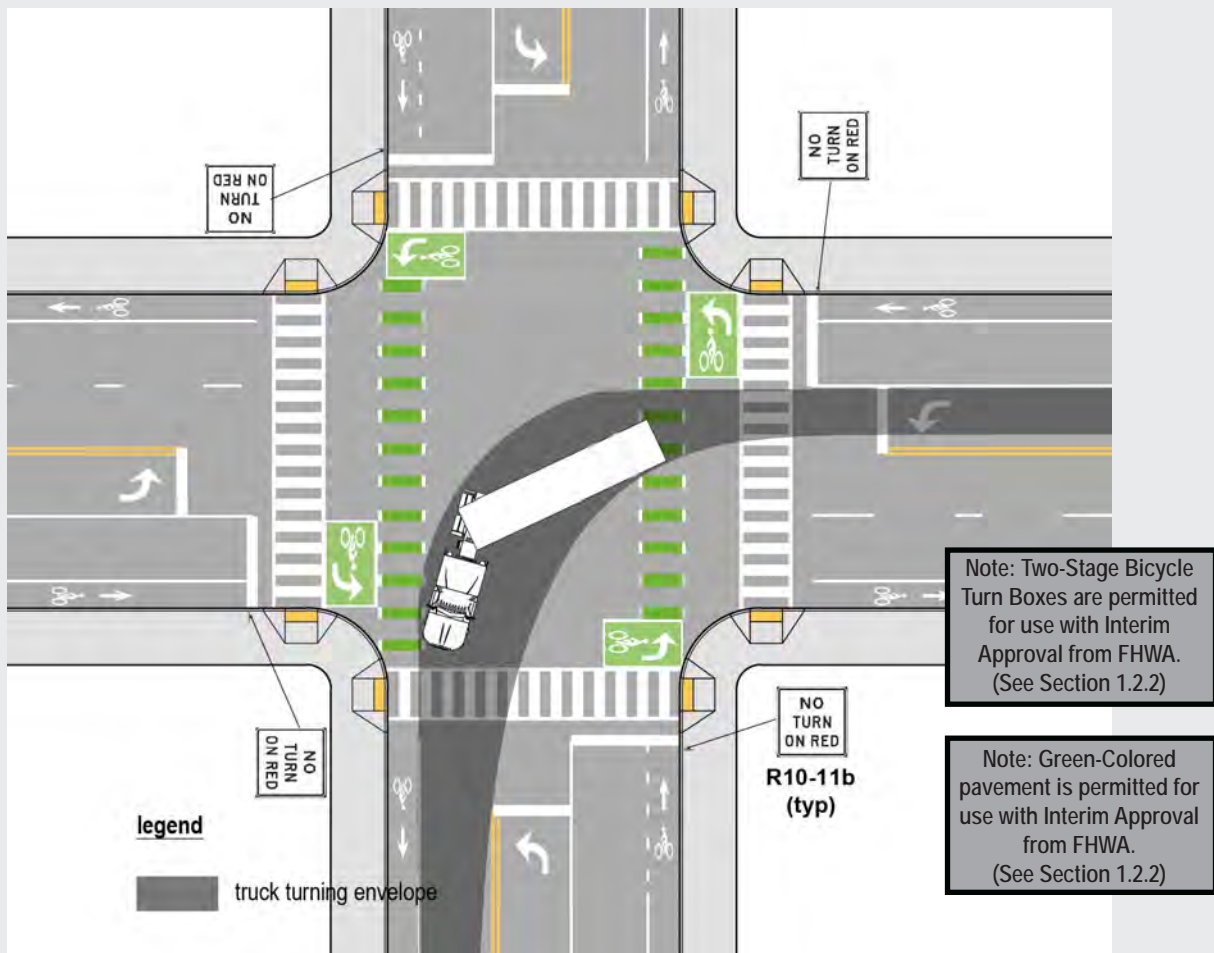 NO
TURN
ON RED
NO
TURN
ON RED
Note: Two-Stage Bicycle
Turn Boxes are permitted
for use with Interim
Approval from FHWA.
(See Section 1.2.2)
NO
TURN
ON RED
NO
TURN
ON RED
R10-11b
(typ)
Note: Green-Colored
pavement is permitted for
use with Interim Approval
from FHWA.
(See Section 1.2.2)
legend
truck turning envelope